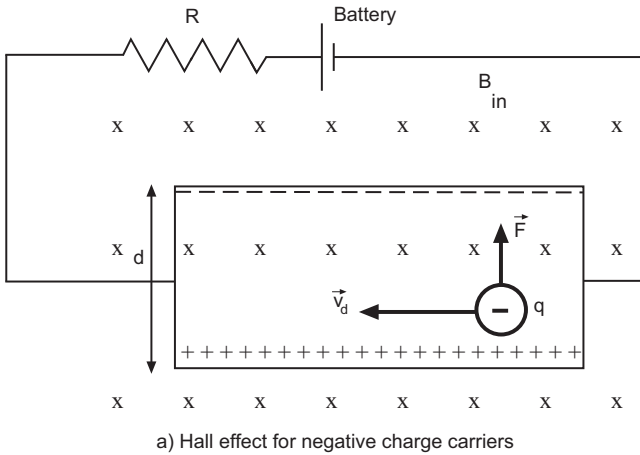 Battery
R
B
in
x x x x x x x x
d
x x x x x x x x
F
v d
- q
+ + + + + + + + + + + + + + + + + + + + + +
x x x x x x x x
a) Hall effect for negative charge carriers